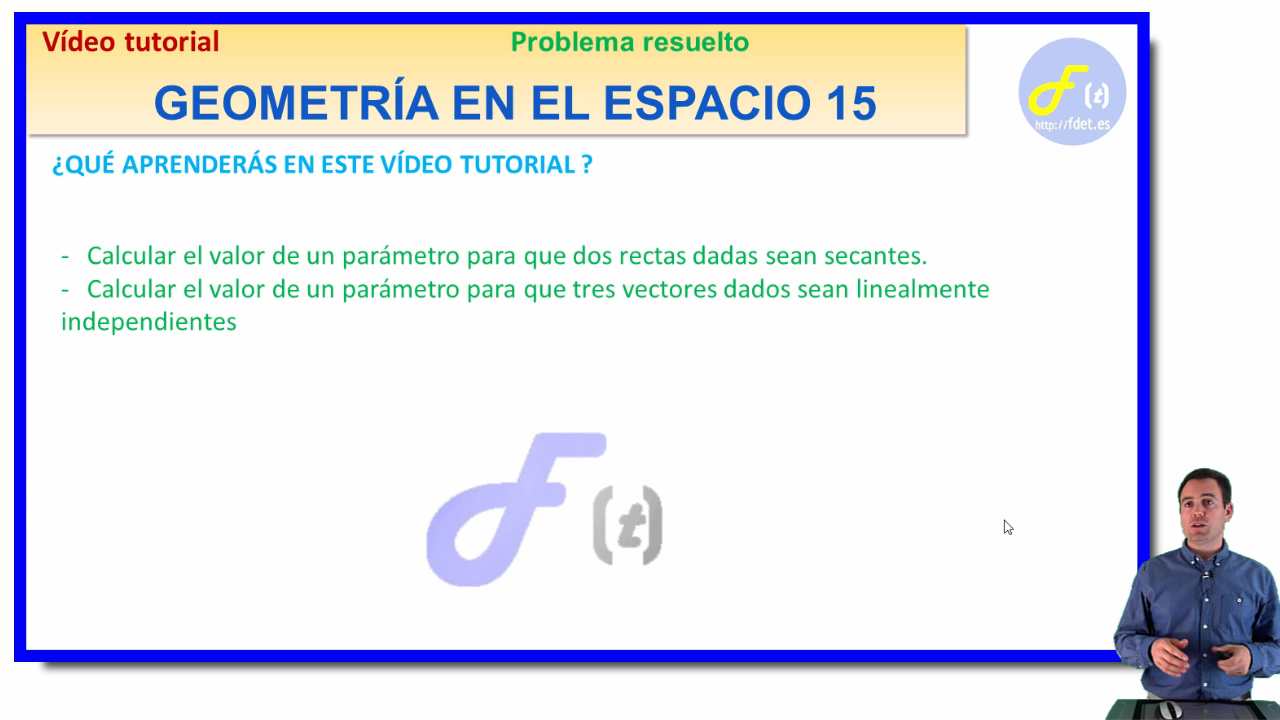 Vídeo tutorial
Problema resuelto
GEOMETRÍA EN EL ESPACIO 15
F(t)
http://fdet.es
¿QUÉ APRENDERÁS EN ESTE VÍDEO TUTORIAL ?
- Calcular el valor de un parámetro para que dos rectas dadas sean secantes.
- Calcular el valor de un parámetro para que tres vectores dados sean linealmente
independientes
F(t)